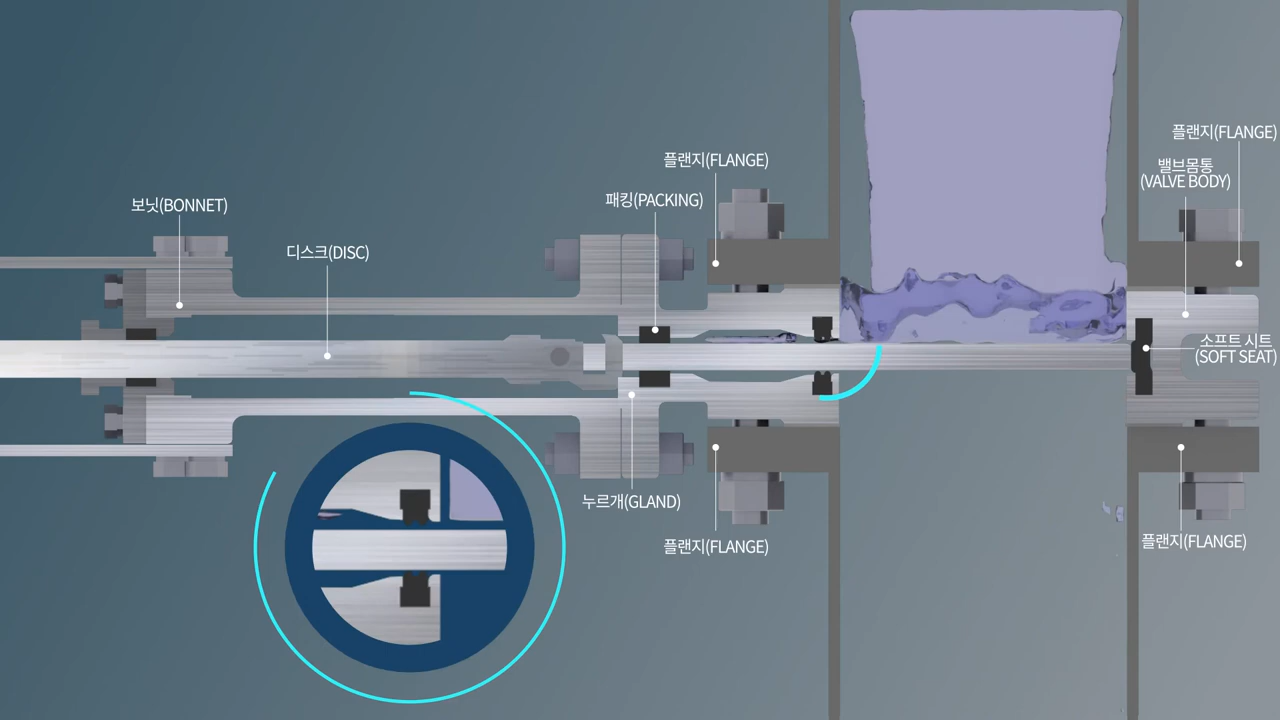 플랜지(FLANGE)
밸브몸통
(VALVE BODY)
플랜지(FLANGE)
패킹(PACKING)
보닛(BONNET)
디스크(DISC)
소프트 시트
(SOFT SEAT)
누르개(GLAND)
플랜지(FLANGE)
플랜지(FLANGE)